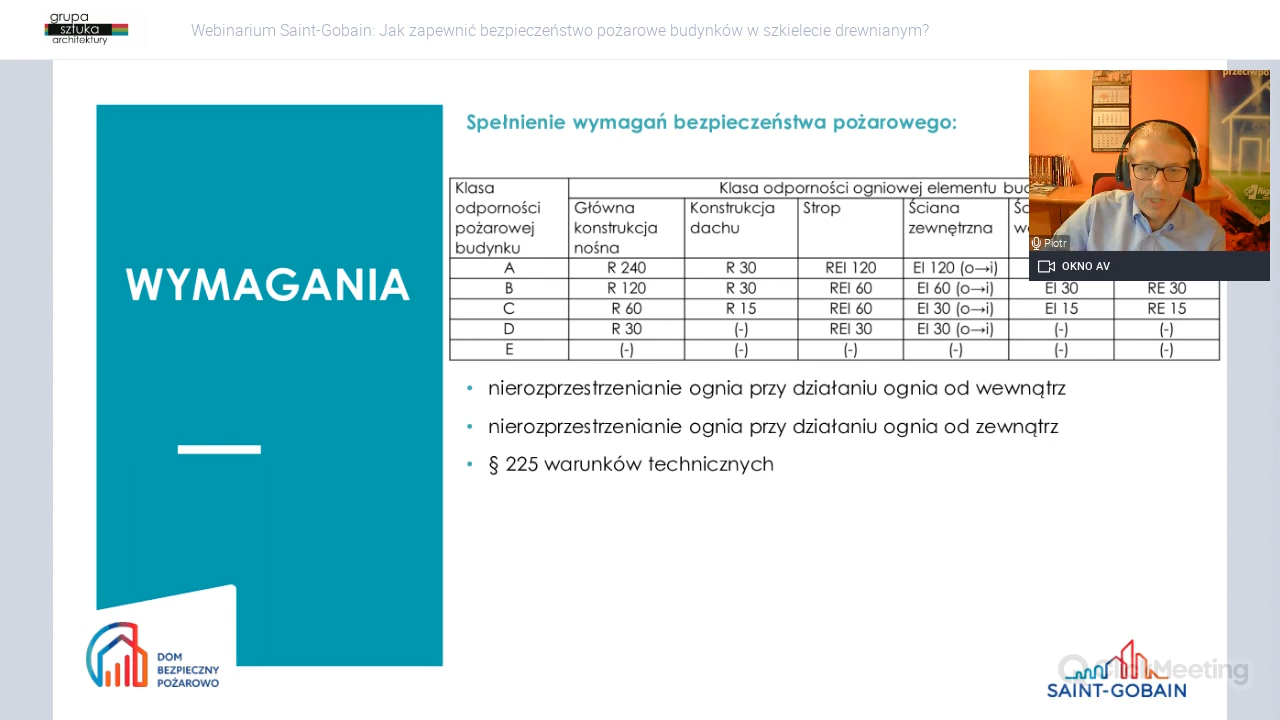 grupa
sztuka
architektury
Webinarium Saint-Gobain: Jak zapewnić bezpieczeństwo pożarowe budynków w szkielecie drewnianym?
WYMAGANIA
Spełnienie wymagań bezpieczeństwa pożarowego:
Klasa odporności pożarowej budynku
Klasa odporności ogniowej elementu
Główna konstrukcja nośna
Konstrukcja dachu
Strop
Ściana zewnętrzna
A R 240 R 30 REI 120 EI 120 (o→i)
B R 120 R 30 REI 60 EI 60 (o→i) EI 30 RE 30
C R 60 R 15 REI 60 EI 30 (o→i) EI 15 RE 15
D R 30 (-) REI 30 EI 30 (o→i) (-) (-)
E (-) (-) (-) (-) (-) (-)
• nierozprzestrzenianie ognia przy działaniu ognia od wewnątrz
• nierozprzestrzenianie ognia przy działaniu ognia od zewnątrz
• § 225 warunków technicznych
Piotr
OKNO AV
DOM
BEZPIECZNY
POŻAROWO
ClickMeeting
SAINT-GOBAIN